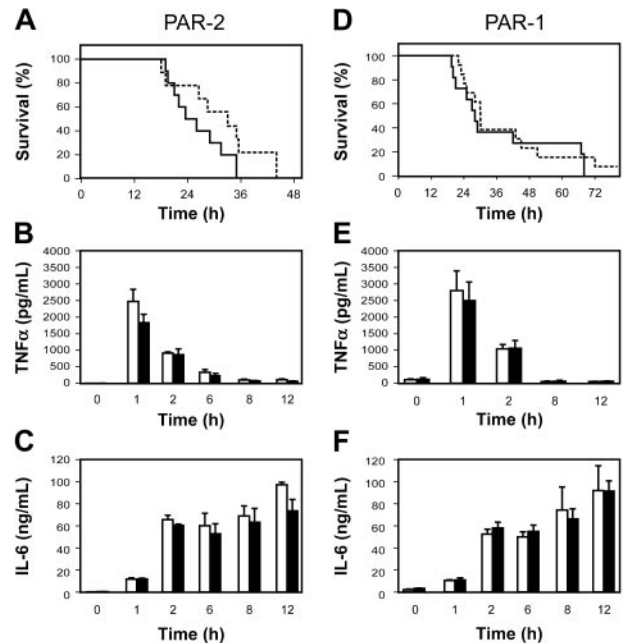 A PAR-2
Survival (%)
100
80
60
40
20
0
0 12 24 36 48
Time (h)
B
TNFα (pg/mL)
4000
3500
3000
2500
2000
1500
1000
500
0
0 1 2 6 8 12
Time (h)
C
IL-6 (ng/mL)
120
100
80
60
40
20
0
0 1 2 6 8 12
Time (h)
D PAR-1
Survival (%)
100
80
60
40
20
0
0 12 24 36 48 60 72
Time (h)
E
TNFα (pg/mL)
4000
3500
3000
2500
2000
1500
1000
500
0
0 1 2 8 12
Time (h)
F
IL-6 (ng/mL)
120
100
80
60
40
20
0
0 1 2 6 8 12
Time (h)